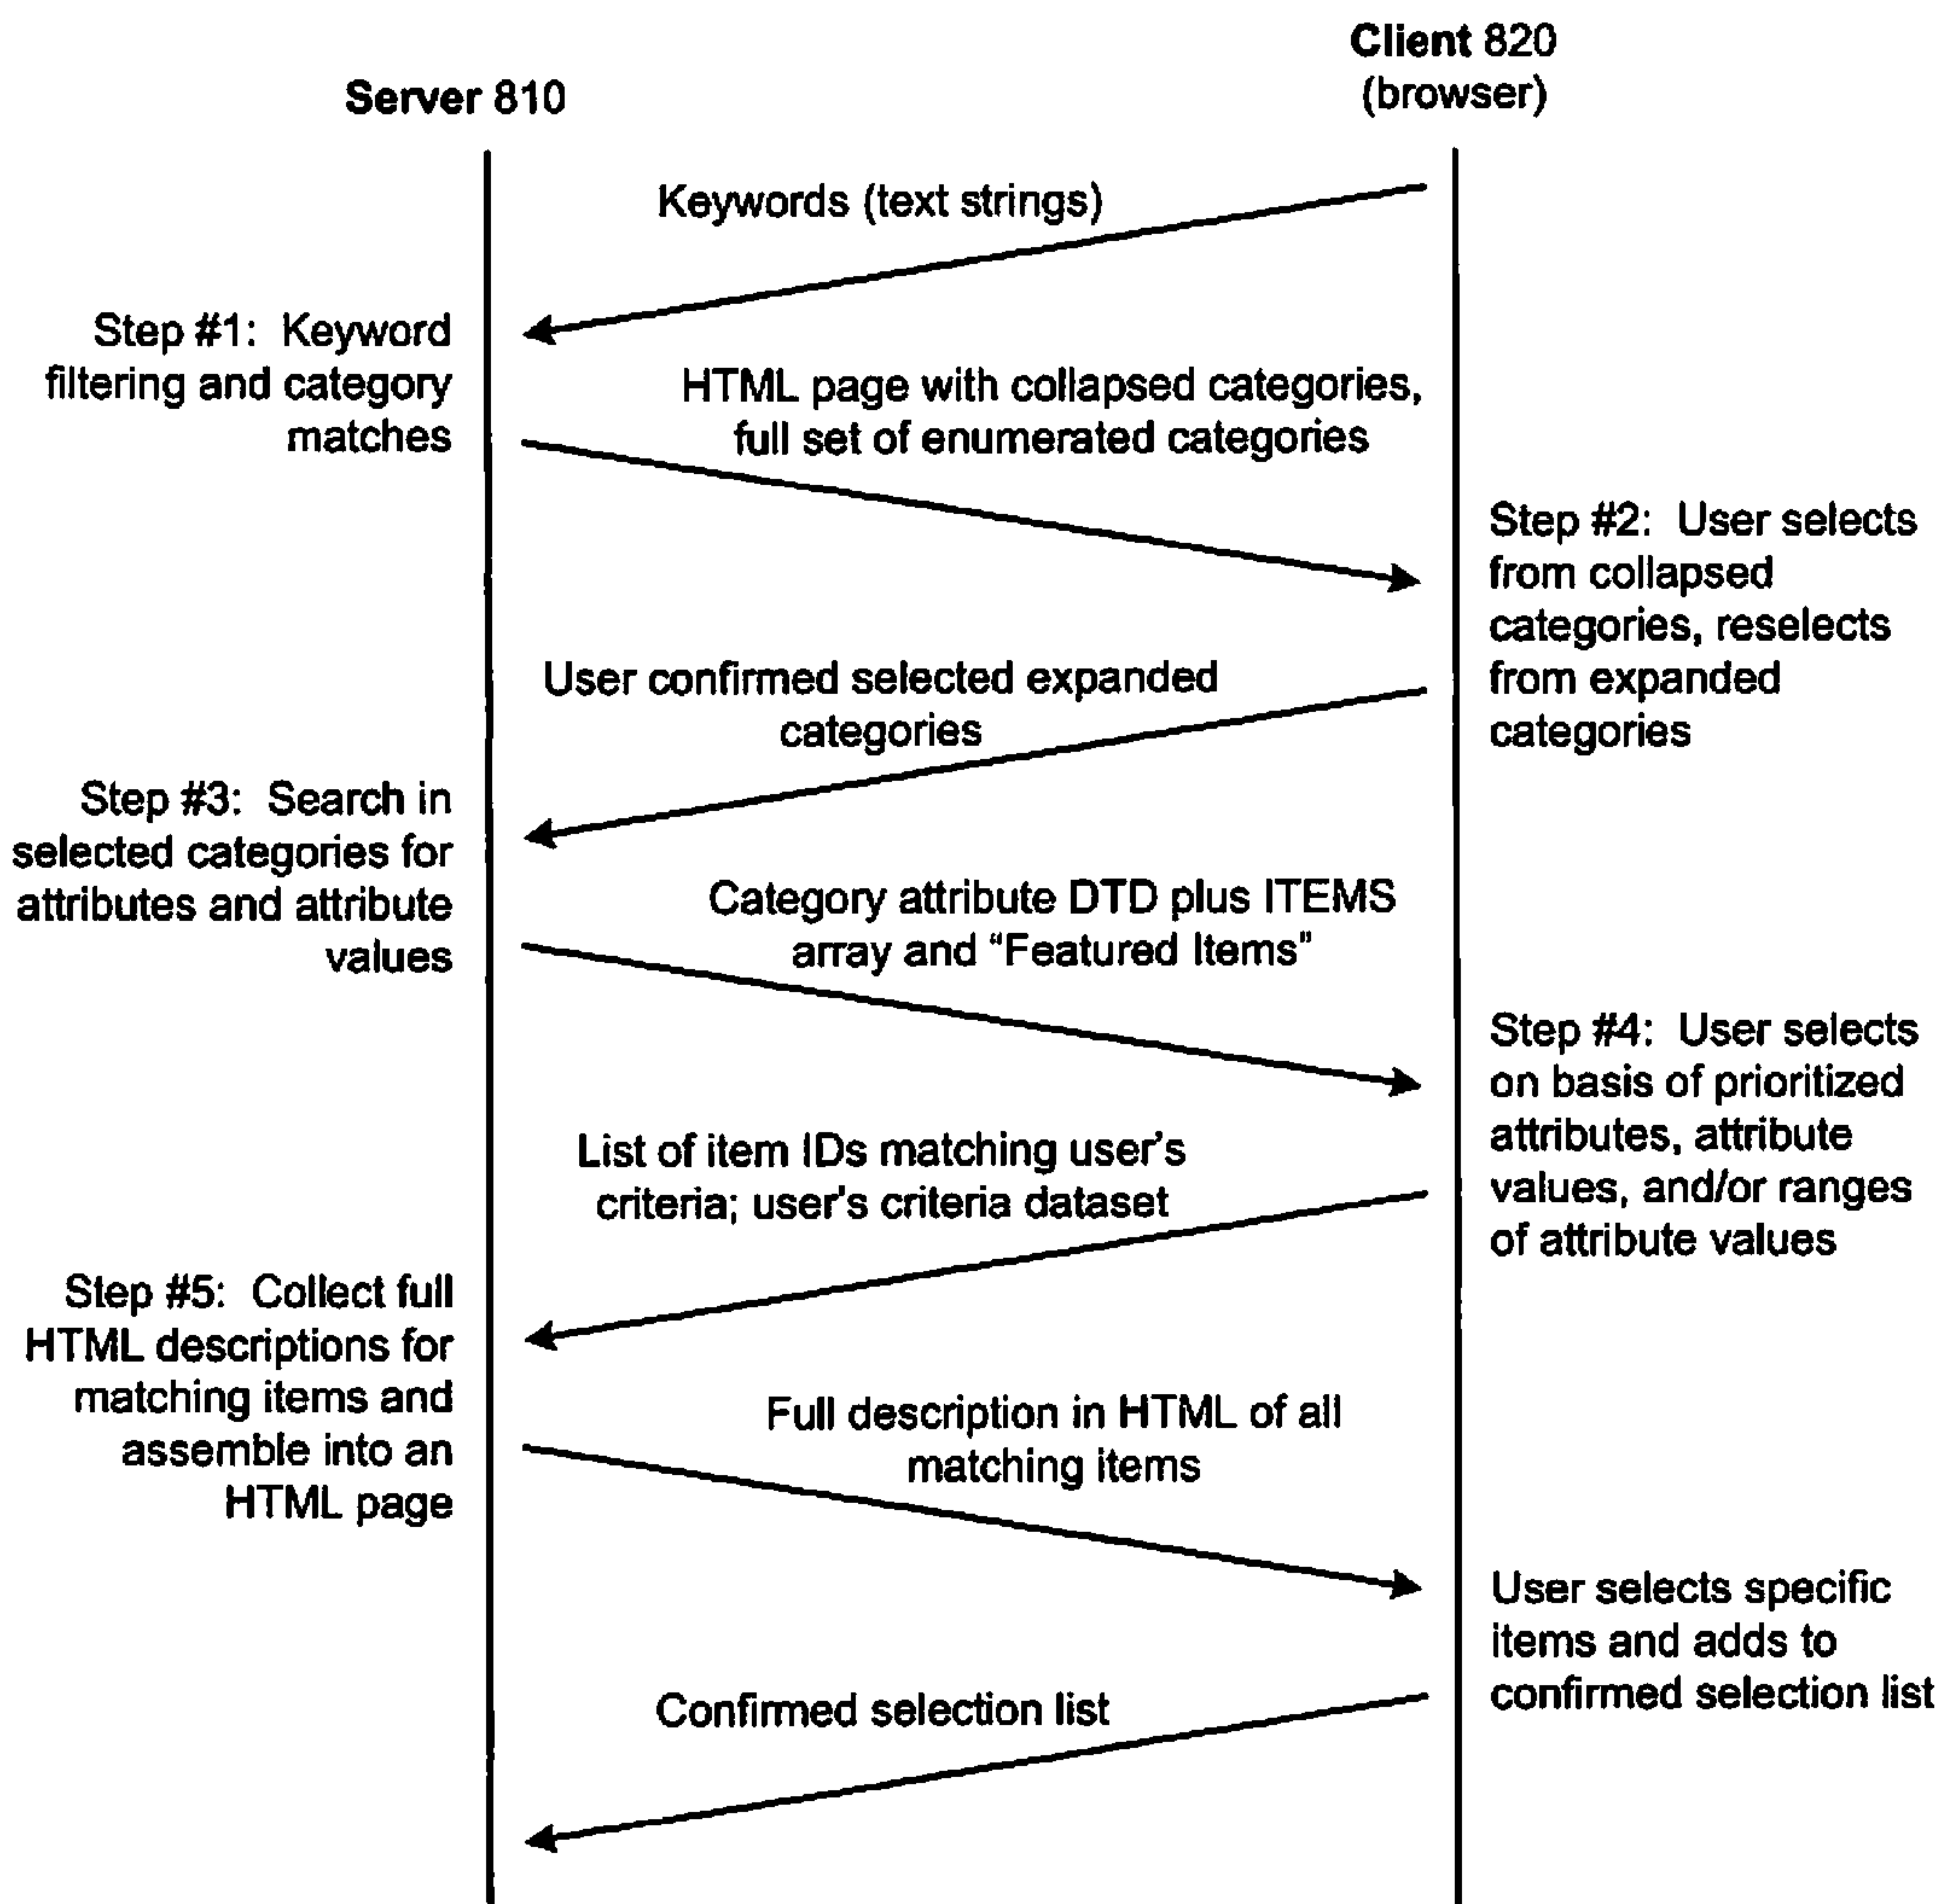 Client 820
(browser)
Server 810
Keywords (text strings)
Step #1: Keyword
filtering and category
matches
HTML page with collapsed categories,
full set of enumerated categories
Step #2: User selects
from collapsed
categories, reselects
from expanded
categories
User confirmed selected expanded
categories
Step #3: Search in
selected categories for
attributes and attribute
values
Category attribute DTD plus ITEMS
array and “Featured Items”
Step #4: User selects
on basis of prioritized
attributes, attribute
values, and/or ranges
of attribute values
List of item IDs matching user's
criteria; user's criteria dataset
Step #5: Collect full
HTML descriptions for
matching items and
assemble into an
HTML page
Full description in HTML of all
matching items
User selects specific
items and adds to
confirmed selection list
Confirmed selection list